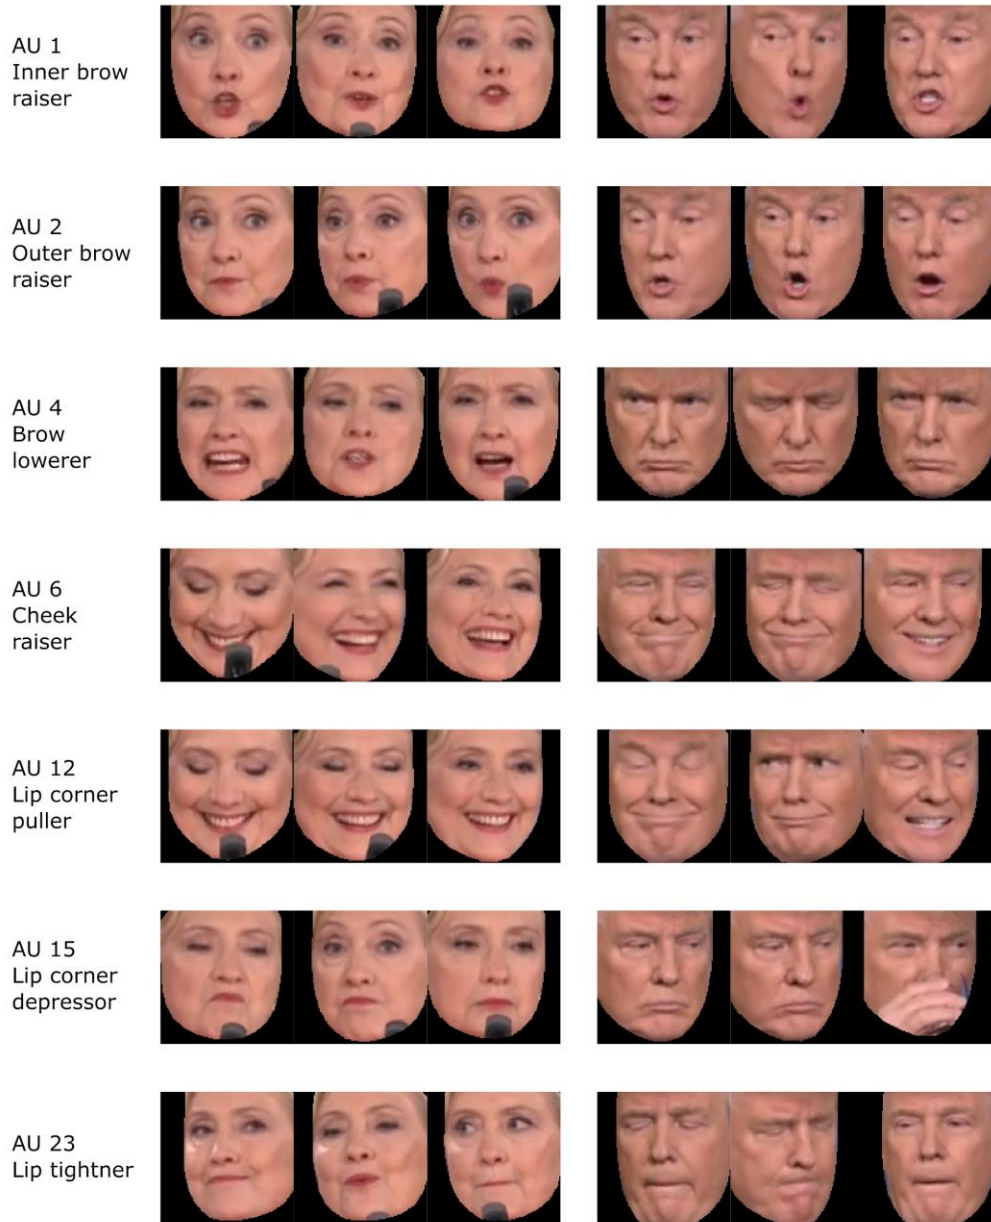 AU 1
Inner brow
raiser
AU 2
Outer brow
raiser
AU 4
Brow
lowerer
AU 6
Cheek
raiser
AU 12
Lip corner
puller
AU 15
Lip corner
depressor
AU 23
Lip tightner